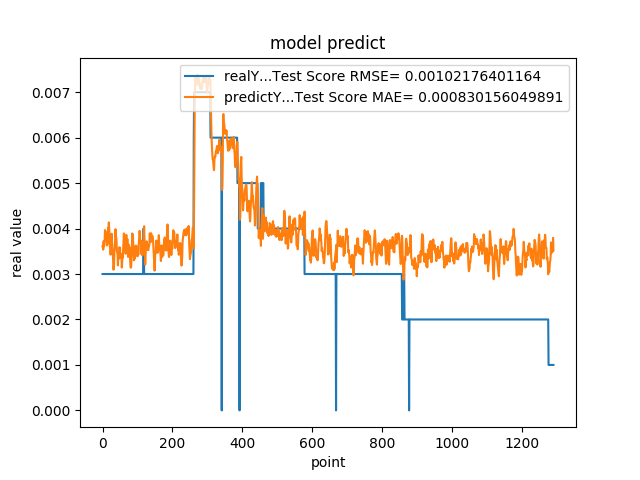 model predict
realY...Test Score RMSE= 0.00102176401164
predictY...Test Score MAE= 0.000830156049891
0.007
0.006
0.005
0.004
0.003
0.002
0.001
0.000
real value
0 200 400 600 800 1000 1200
point